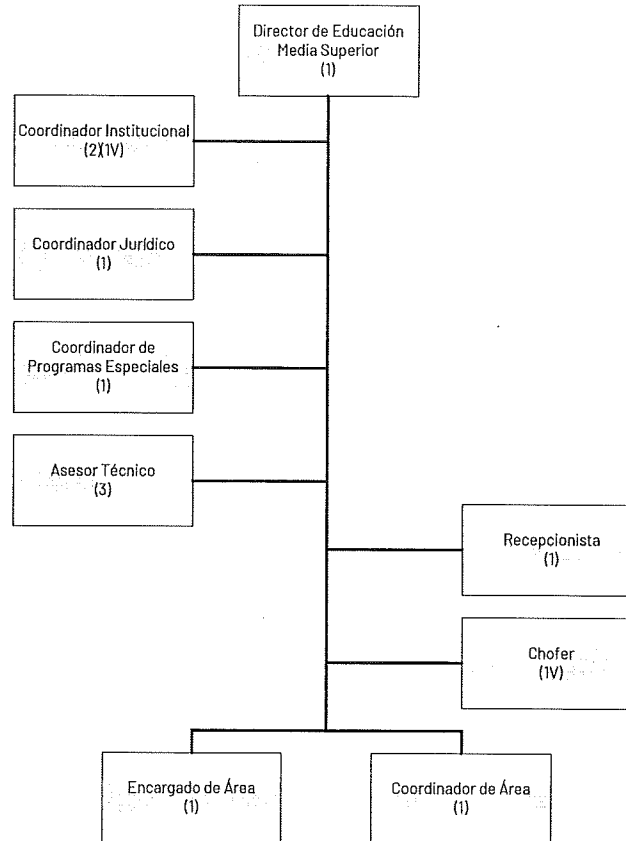 Director de Educación
Media Superior
(1)
Coordinador Institucional
(2)(1V)
Coordinador Jurídico
(1)
Coordinador de
Programas Especiales
(1)
Asesor Técnico
(3)
Recepcionista
(1)
Chofer
(1V)
Encargado de Área
(1)
Coordinador de Área
(1)